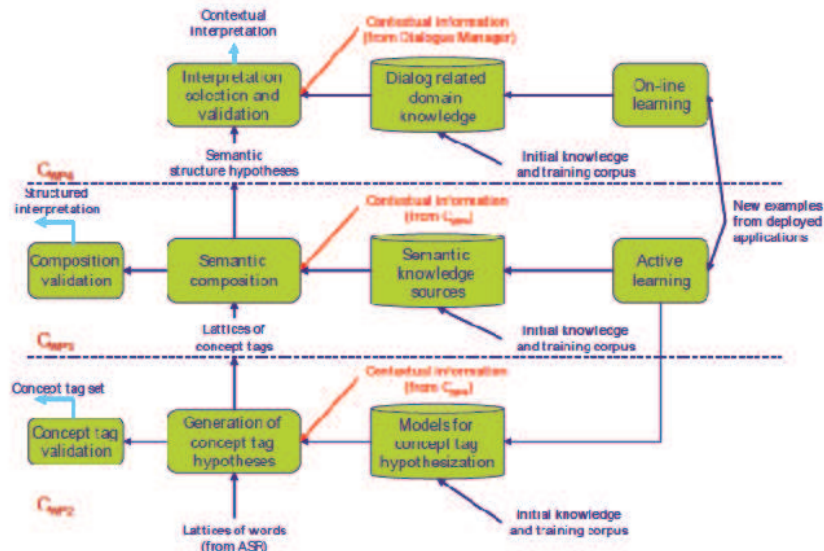 Contextual
interpretation
Contextual information
(from Dialogue Manager)
Interpretation
selection and
validation
Dialog related
domain
knowledge
On-line
learning
Semantic
structure hypotheses
Initial knowledge
and training corpus
C
Structured
interpretation
Contextual information
(from C
New examples
from deployed
applications
Composition
validation
Semantic
composition
Semantic
knowledge
sources
Active
learning
Lattices of
concept tags
Initial knowledge
and training corpus
C
Concept tag set
Contextual information
(from C
Concept tag
validation
Generation of
concept tag
hypotheses
Models for
concept tag
hypothesization
C WP2
Lattices of words
(from ASR)
Initial knowledge
and training corpus